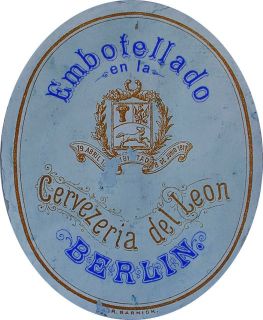 Embotellado
en la
Cervezeria del Leon
BERLIN.